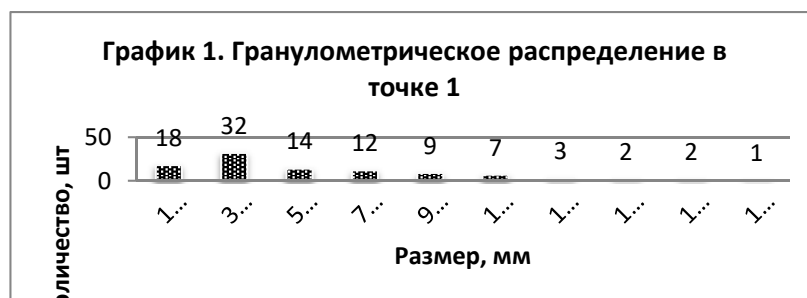 График 1. Гранулометрическое распределение в
точке 1
18 32 14 12 9 7 3 2 2 1
50
0
оличество, шт
1... 3... 5... 7... 9... 1... 1... 1... 1... 1...
Размер, мм